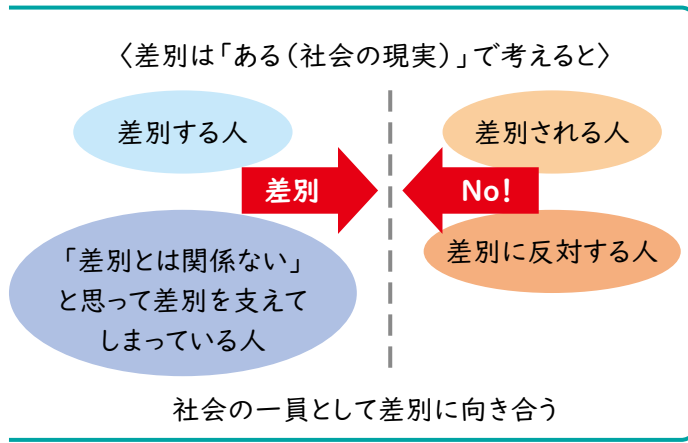 〈差別は「ある（社会の現実）」で考えると〉
差別する人
差別される人
差別
No!
「差別とは関係ない」
と思って差別を支えて
しまっている人
差別に反対する人
社会の一員として差別に向き合う